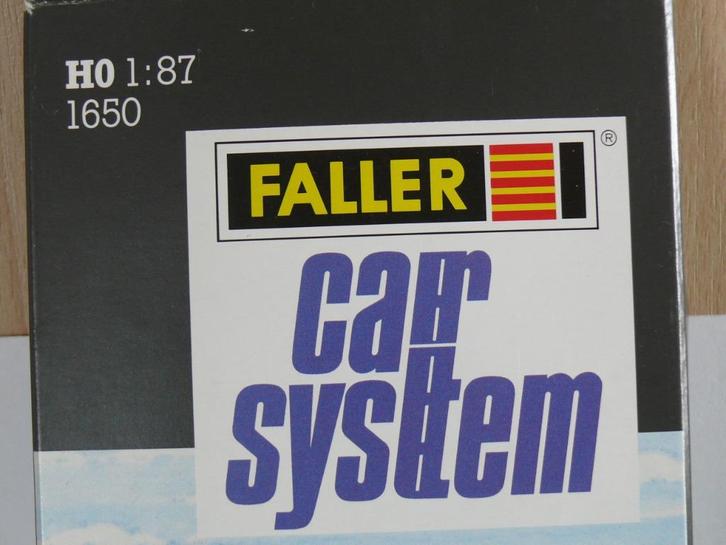 H0 1:87
1650
FALLER ®
car
system